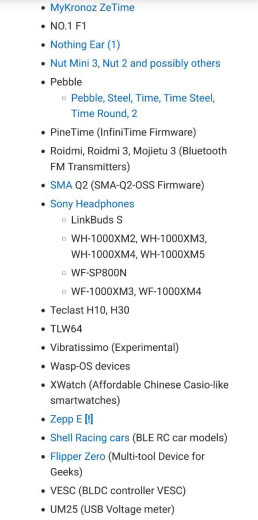 MyKronoz ZeTime
NO.1 F1
Nothing Ear (1)
Nut Mini 3, Nut 2 and possibly others
Pebble
Pebble, Steel, Time, Time Steel,
Time Round, 2
PineTime (InfiniTime Firmware)
Roidmi, Roidmi 3, Mojietu 3 (Bluetooth
FM Transmitters)
SMA Q2 (SMA-Q2-OSS Firmware)
Sony Headphones
LinkBuds S
WH-1000XM2, WH-1000XM3,
WH-1000XM4, WH-1000XM5
WF-SP800N
WF-1000XM3, WF-1000XM4
Teclast H10, H30
TLW64
Vibratissimo (Experimental)
Wasp-OS devices
XWatch (Affordable Chinese Casio-like
smartwatches)
Zepp E [!]
Shell Racing cars (BLE RC car models)
Flipper Zero (Multi-tool Device for
Geeks)
VESC (BLDC controller VESC)
UM25 (USB Voltage meter)